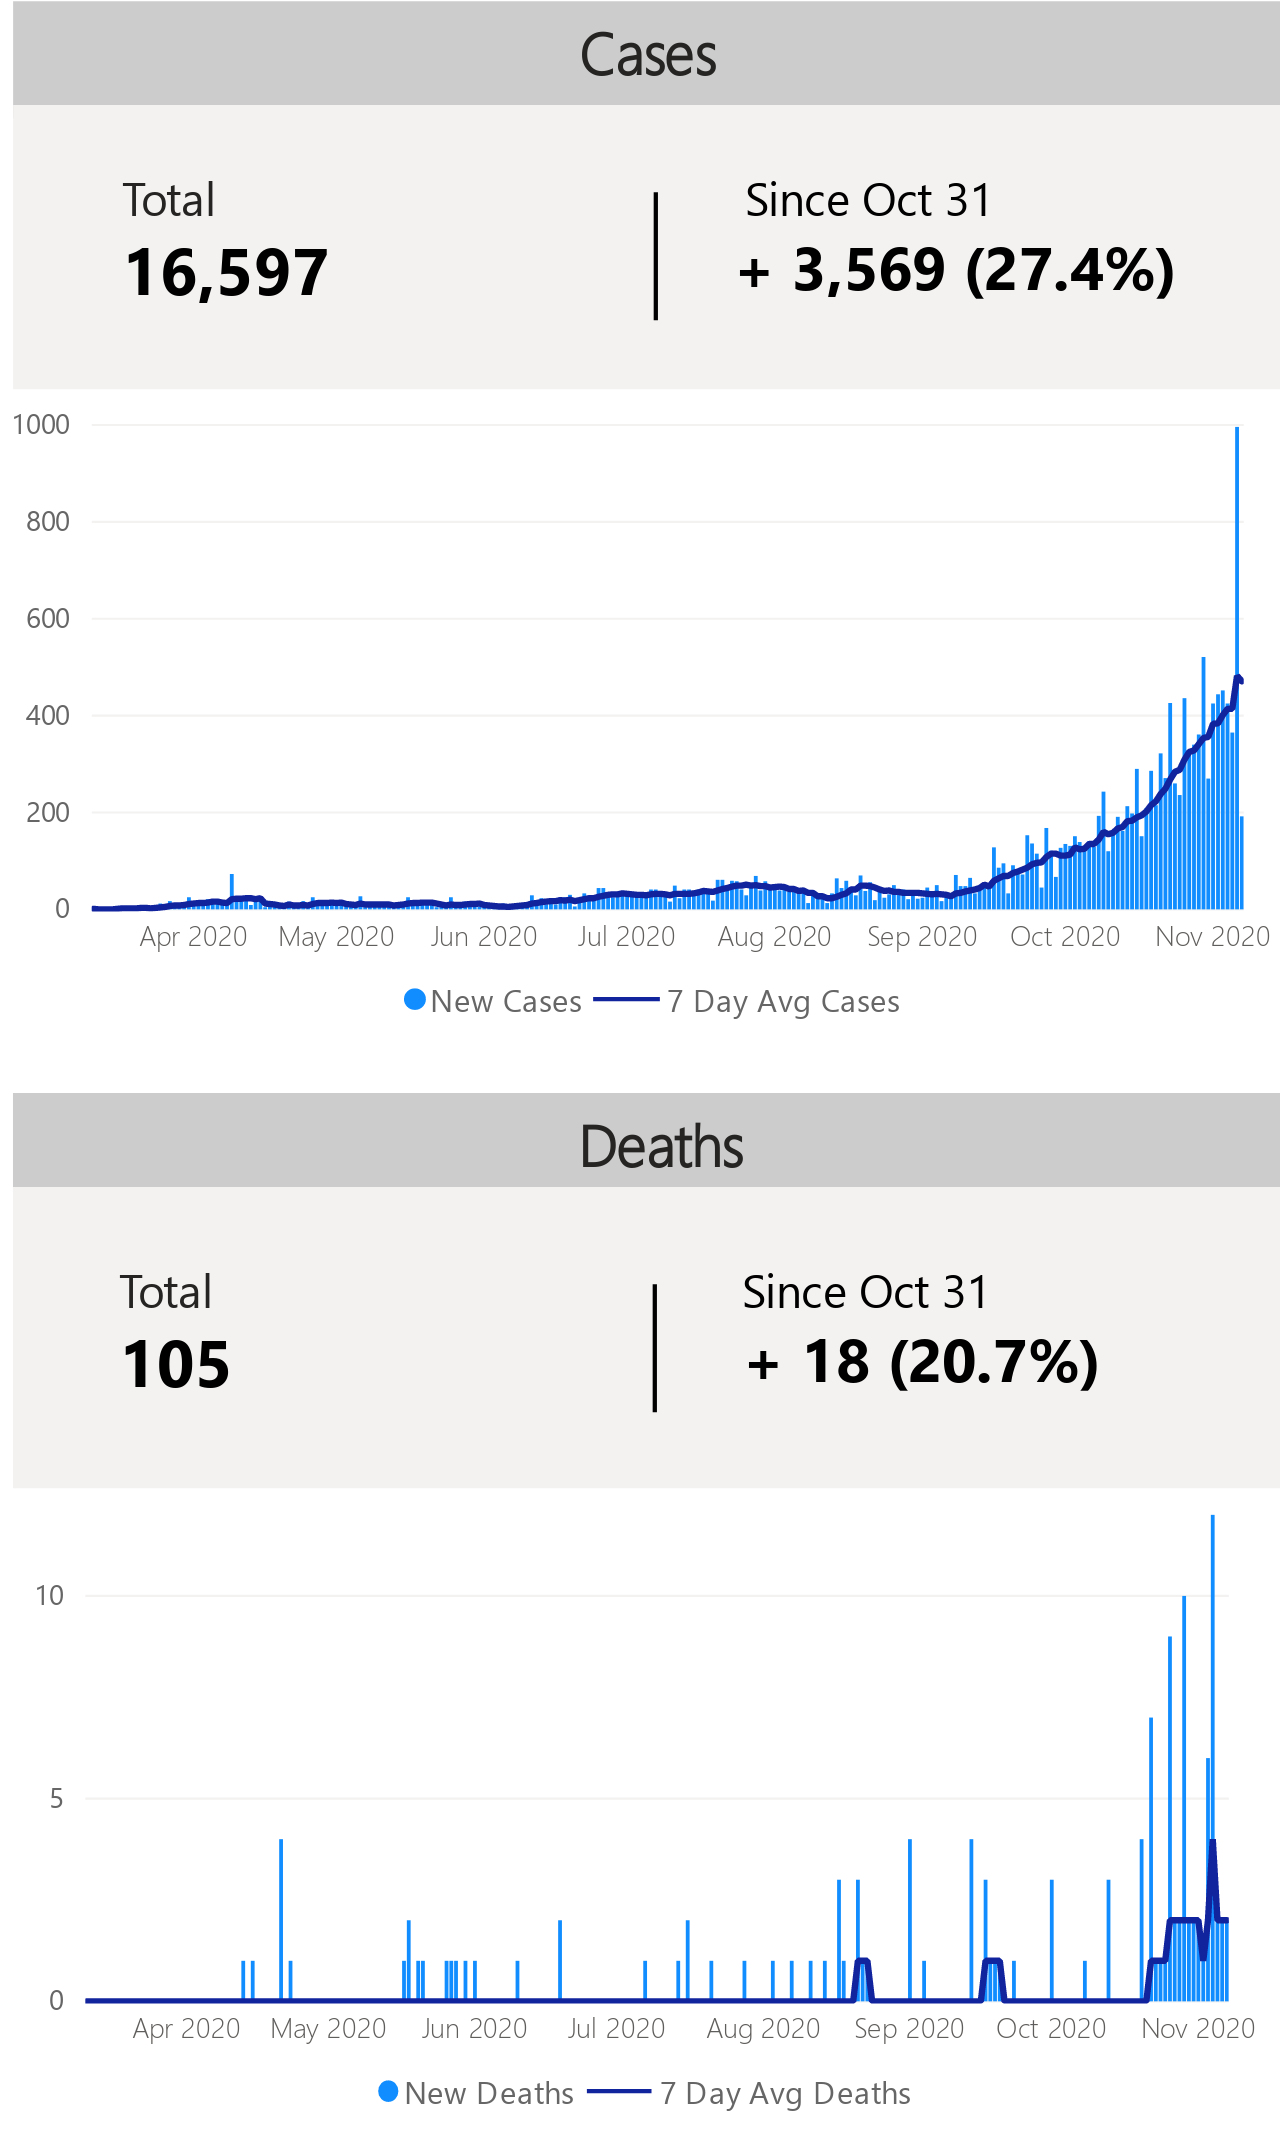 Cases
Total
Since Oct 31
16,597
+ 3,569 (27.4%)
1000
800
600
400
200
0
Apr 2020 May 2020 Jun 2020 Jul 2020 Aug 2020 Sep 2020 Oct 2020 Nov 2020
New Cases 7 Day Avg Cases
Deaths
Total
Since Oct 31
105
+ 18 (20.7%)
10
5
0
Apr 2020 May 2020 Jun 2020 Jul 2020 Aug 2020 Sep 2020 Oct 2020 Nov 2020
New Deaths 7 Day Avg Deaths